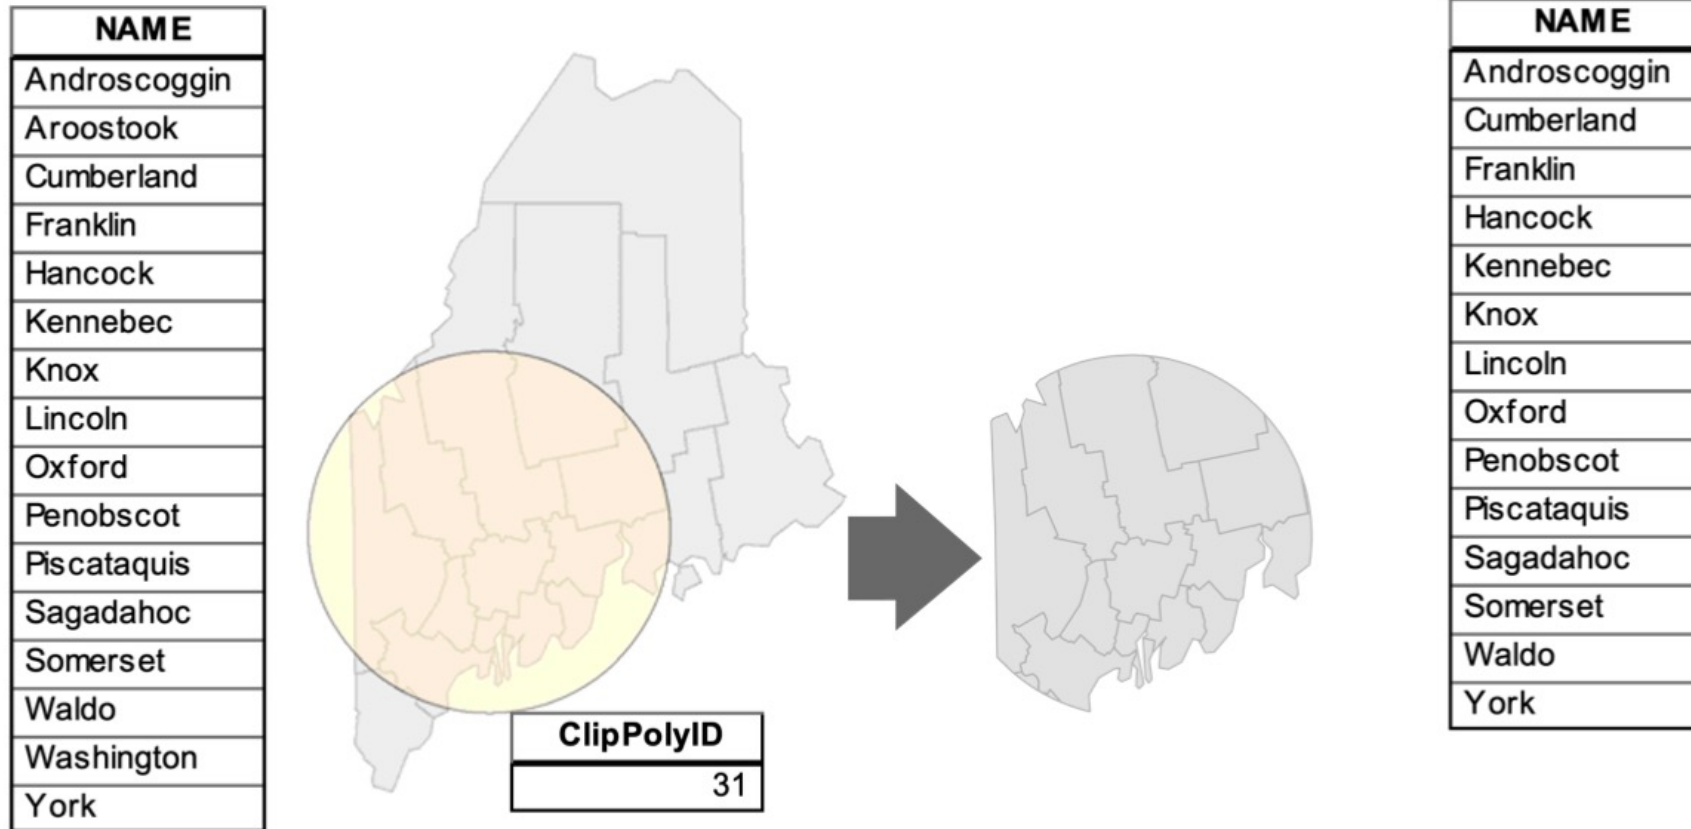 NAME
Androscoggin
Aroostook
Cumberland
Franklin
Hancock
Kennebec
Knox
Lincoln
Oxford
Penobscot
Piscataquis
Sagadahoc
Somerset
Waldo
Washington
York
ClipPolyID
31
NAME
Androscoggin
Cumberland
Franklin
Hancock
Kennebec
Knox
Lincoln
Oxford
Penobscot
Piscataquis
Sagadahoc
Somerset
Waldo
York